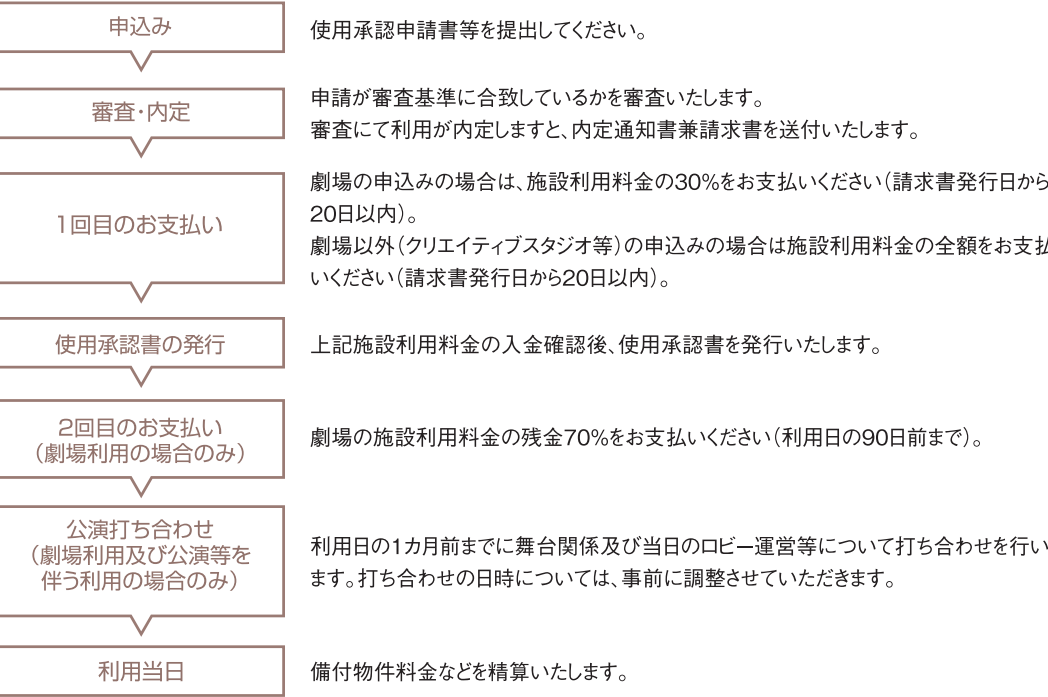 申込み
使用承認申請書等を提出してください。
審査・内定
申請が審査基準に合致しているかを審査いたします。
審査にて利用が内定しますと、内定通知書兼請求書を送付いたします。
1回目のお支払い
劇場の申込みの場合は、施設利用料金の30%をお支払いください（請求書発行日から
20日以内）。
劇場以外（クリエイティブスタジオ等）の申込みの場合は施設利用料金の全額をお支払
いください（請求書発行日から20日以内）。
使用承認書の発行
上記施設利用料金の入金確認後、使用承認書を発行いたします。
2回目のお支払い
（劇場利用の場合のみ）
劇場の施設利用料金の残金70%をお支払いください（利用日の90日前まで）。
公演打ち合わせ
（劇場利用及び公演等を
伴う利用の場合のみ）
利用日の1カ月前までに舞台関係及び当日のロビー運営等について打ち合わせを行い
ます。打ち合わせの日時については、事前に調整させていただきます。
利用当日
備付物件料金などを精算いたします。